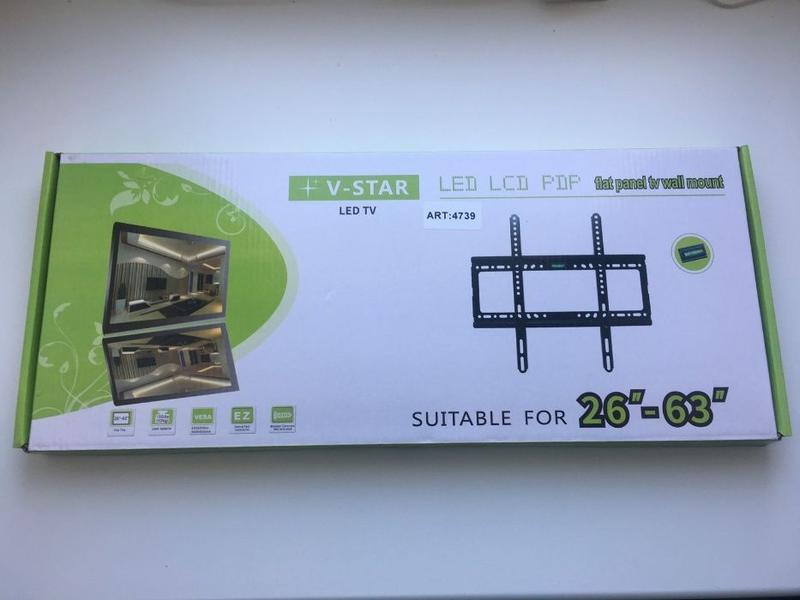 V-STAR
LED TV
LED LCD PDP flat panel tv wall mount
ART:4739
VESA
EZ
SUITABLE FOR 26"-63"